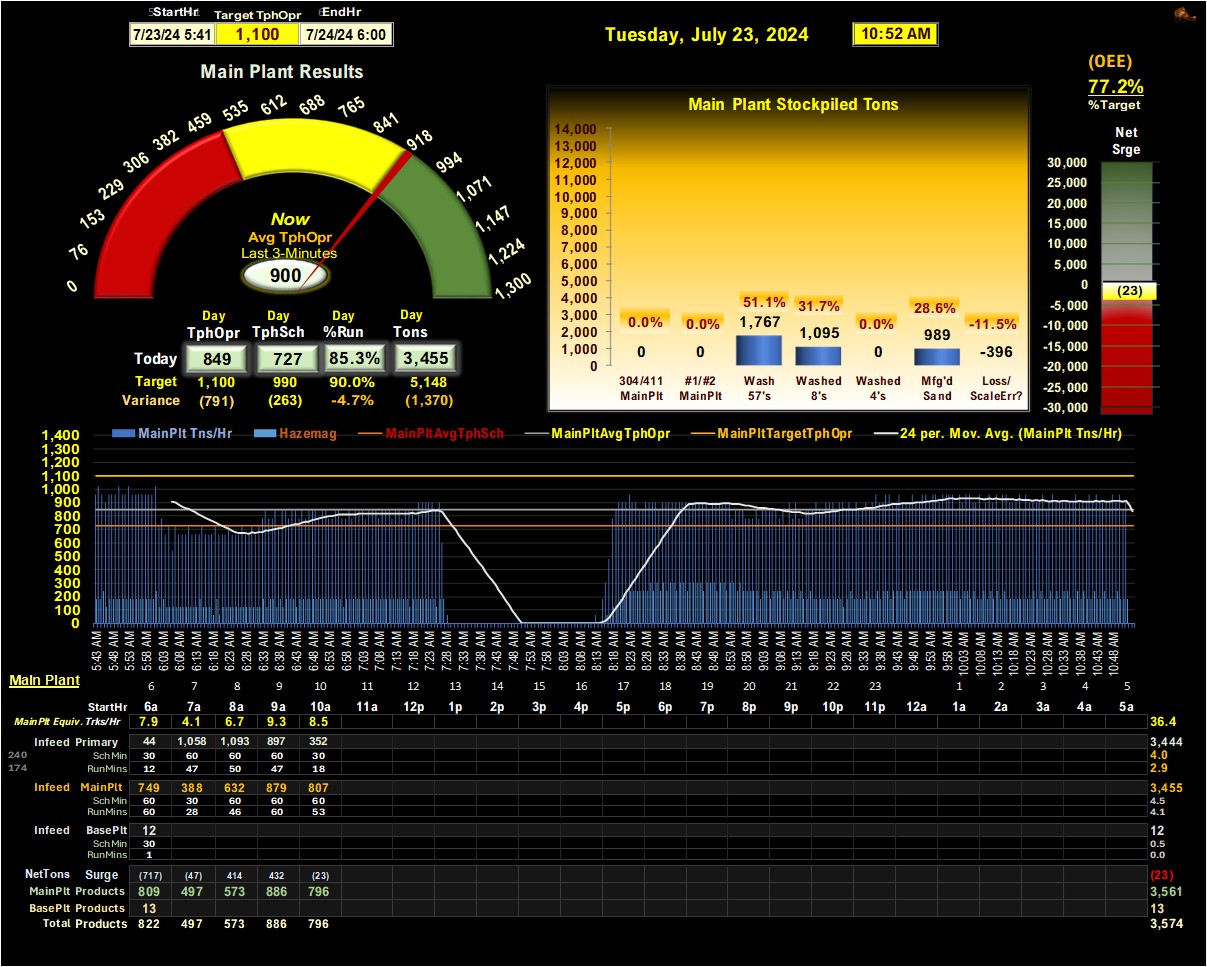 StartHr Target TphOpr EndHr
7/23/24 5:41 1,100 7/24/24 6:00
Tuesday, July 23, 2024 10:52 AM
(OEE)
77.2%
%Target
Main Plant Results
0 76 153 229 306 382 459 535 612 688 765 841 918 994 1,071 1,147 1,224 1,300
Now
Avg TphOpr
Last 3-Minutes
900
Day Day Day Day
TphOpr TphSch %Run Tons
Today 849 727 85.3% 3,455
Target 1,100 990 90.0% 5,148
Variance (791) (263) -4.7% (1,370)
Main Plant Stockpiled Tons
14,000
13,000
12,000
11,000
10,000
9,000
8,000
7,000
6,000
5,000
4,000
3,000
2,000
1,000
0
0.0% 0.0% 51.1% 31.7% 0.0% 28.6% -11.5%
0 0 1,767 1,095 0 989 -396
304/411 #1/#2 Wash Washed Washed Mfg'd Loss/
MainPlt MainPlt 57's 8's 4's Sand ScaleErr?
Net
Srge
30,000
25,000
20,000
15,000
10,000
5,000
0
(23)
-5,000
-10,000
-15,000
-20,000
-25,000
-30,000
MainPlt Tns/Hr Hazemag MainPltAvgTphSch MainPltAvgTphOpr MainPltTargetTphOpr 24 per. Mov. Avg. (MainPlt Tns/Hr)
1,400
1,300
1,200
1,100
1,000
900
800
700
600
500
400
300
200
100
0
5:43 AM 5:48 AM 5:53 AM 5:58 AM 6:03 AM 6:08 AM 6:13 AM 6:18 AM 6:23 AM 6:28 AM 6:33 AM 6:38 AM 6:43 AM 6:48 AM 6:53 AM 6:58 AM 7:03 AM 7:08 AM 7:13 AM 7:18 AM 7:23 AM 7:28 AM 7:33 AM 7:38 AM 7:43 AM 7:48 AM 7:53 AM 7:58 AM 8:03 AM 8:08 AM 8:13 AM 8:18 AM 8:23 AM 8:28 AM 8:33 AM 8:38 AM 8:43 AM 8:48 AM 8:53 AM 8:58 AM 9:03 AM 9:08 AM 9:13 AM 9:18 AM 9:23 AM 9:28 AM 9:33 AM 9:38 AM 9:43 AM 9:48 AM 9:53 AM 9:58 AM 10:03 AM 10:08 AM 10:13 AM 10:18 AM 10:23 AM 10:28 AM 10:33 AM 10:38 AM 10:43 AM 10:48 AM
Main Plant
6 7 8 9 10 11 12 13 14 15 16 17 18 19 20 21 22 23 1 2 3 4 5
StartHr 6a 7a 8a 9a 10a 11a 12p 1p 2p 3p 4p 5p 6p 7p 8p 9p 10p 11p 12a 1a 2a 3a 4a 5a
MainPlt Equiv. Trks/Hr 7.9 4.1 6.7 9.3 8.5 36.4
Infeed Primary 44 1,058 1,093 897 352 3,444
240 SchMin 30 60 60 60 30 4.0
174 RunMins 12 47 50 47 18 2.9
Infeed MainPlt 749 388 632 879 807 3,455
SchMin 60 30 60 60 60 4.5
RunMins 60 28 46 60 53 4.1
Infeed BasePlt 12 12
SchMin 30 0.5
RunMins 1 0.0
NetTons Surge (717) (47) 414 432 (23) (23)
MainPlt Products 809 497 573 886 796 3,561
BasePlt Products 13 13
Total Products 822 497 573 886 796 3,574